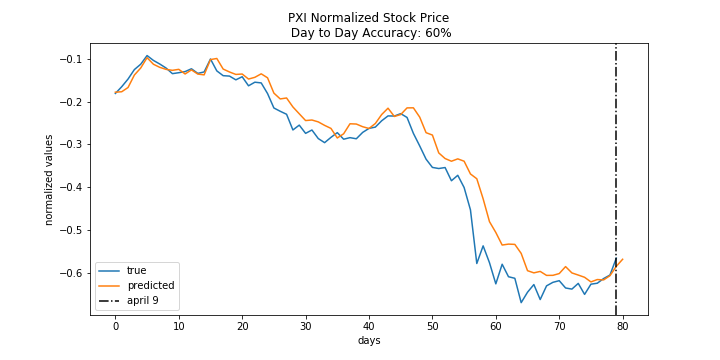 PXI Normalized Stock Price
Day to Day Accuracy: 60%
normalized values
−0.1
−0.2
−0.3
−0.4
−0.5
−0.6
true
predicted
april 9
0 10 20 30 40 50 60 70 80
days